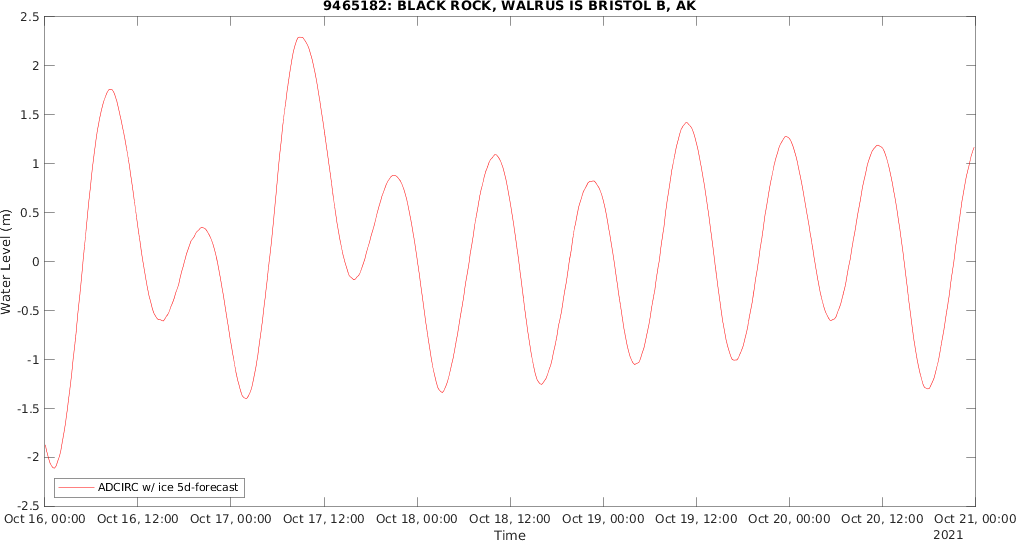 9465182: BLACK ROCK, WALRUS IS BRISTOL B, AK
2.5
2
1.5
1
0.5
0
-0.5
-1
-1.5
-2
-2.5
Water Level (m)
ADCIRC w/ ice 5d-forecast
Oct 16, 00:00 Oct 16, 12:00 Oct 17, 00:00 Oct 17, 12:00 Oct 18, 00:00 Oct 18, 12:00 Oct 19, 00:00 Oct 19, 12:00 Oct 20, 00:00 Oct 20, 12:00 Oct 21, 00:00
Time
2021